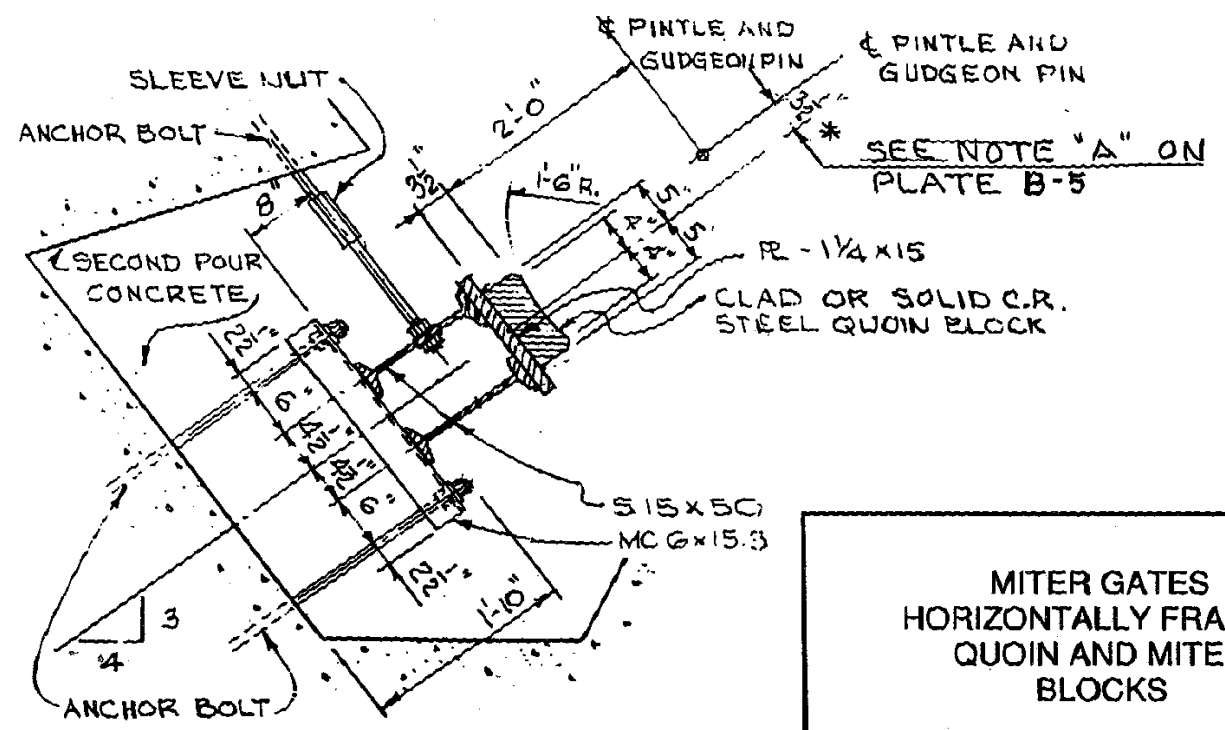 ℄ PINTLE AND
GUDGEON PIN
℄ PINTLE AND
GUDGEON PIN
SLEEVE NUT
ANCHOR BOLT
2'-0"
3½"
3½"
*
SEE NOTE "A" ON
PLATE B-5
8"
1'-6"R.
5"
5"
4"
4"
SECOND POUR
CONCRETE
PL - 1¼ x 15
CLAD OR SOLID C.R.
STEEL QUOIN BLOCK
2½"
6"
4½"
4½"
6"
2½"
S 15 x 50
MC 6 x 15.3
1'-10"
3
4
ANCHOR BOLT
MITER GATES
HORIZONTALLY FRA
QUOIN AND MITE
BLOCKS